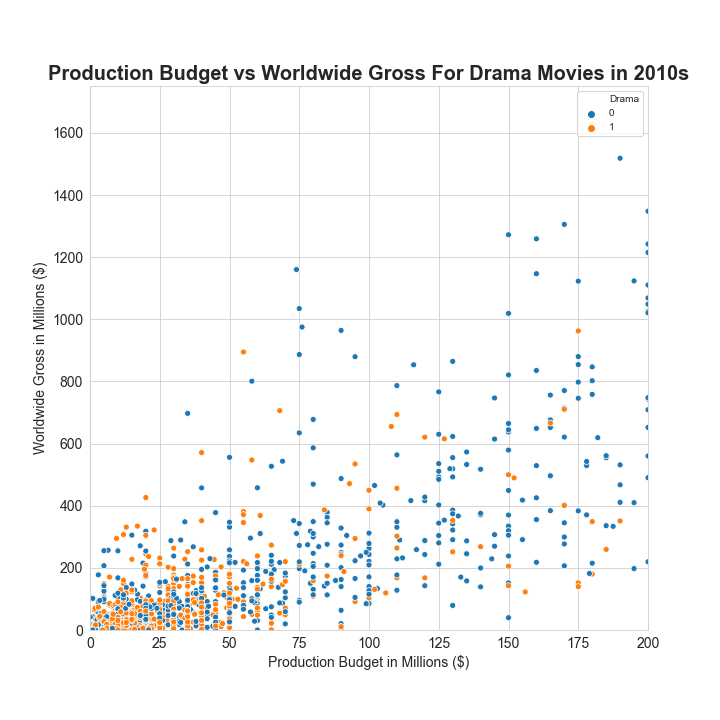 Production Budget vs Worldwide Gross For Drama Movies in 2010s
Drama
0
1
Worldwide Gross in Millions ($)
1600
1400
1200
1000
800
600
400
200
0
0 25 50 75 100 125 150 175 200
Production Budget in Millions ($)